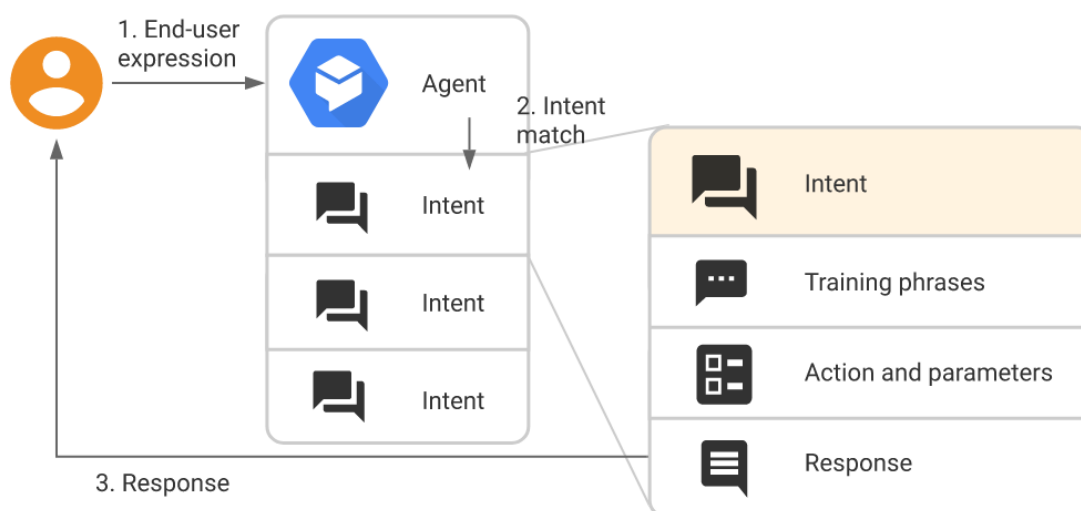 1. End-user
expression
Agent
2. Intent
match
Intent
Intent
Intent
Intent
Training phrases
Action and parameters
Response
3. Response